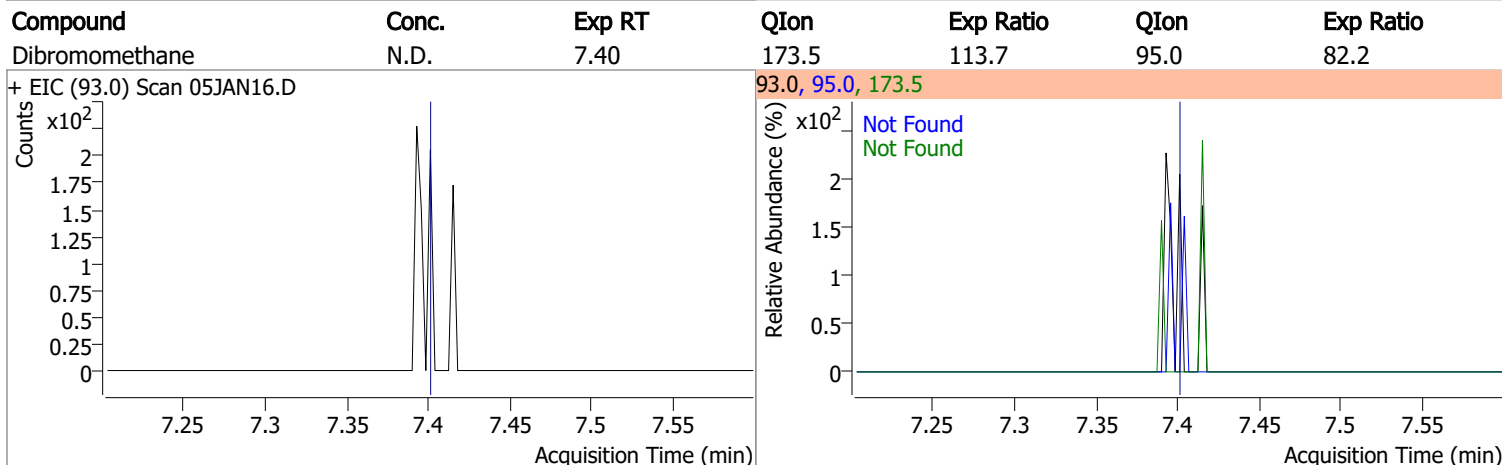 Compound Conc. Exp RT QIon Exp Ratio QIon Exp Ratio
Dibromomethane N.D. 7.40 173.5 113.7 95.0 82.2
+ EIC (93.0) Scan 05JAN16.D
Counts
x10²
2
1.75
1.5
1.25
1
0.75
0.5
0.25
0
7.25 7.3 7.35 7.4 7.45 7.5 7.55
Acquisition Time (min)
93.0, 95.0, 173.5
Relative Abundance (%)
x10²
Not Found
Not Found
2
1.5
1
0.5
0
7.25 7.3 7.35 7.4 7.45 7.5 7.55
Acquisition Time (min)